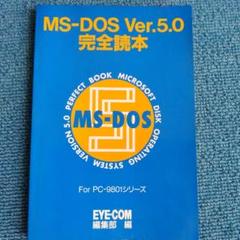 MS-DOS Ver.5.0
完全読本
PERFECT BOOK MICROSOFT DISK OPERATING SYSTEM VERSION 5.0
5
MS-DOS
For PC-9801シリーズ
EYE・COM
編集部 編